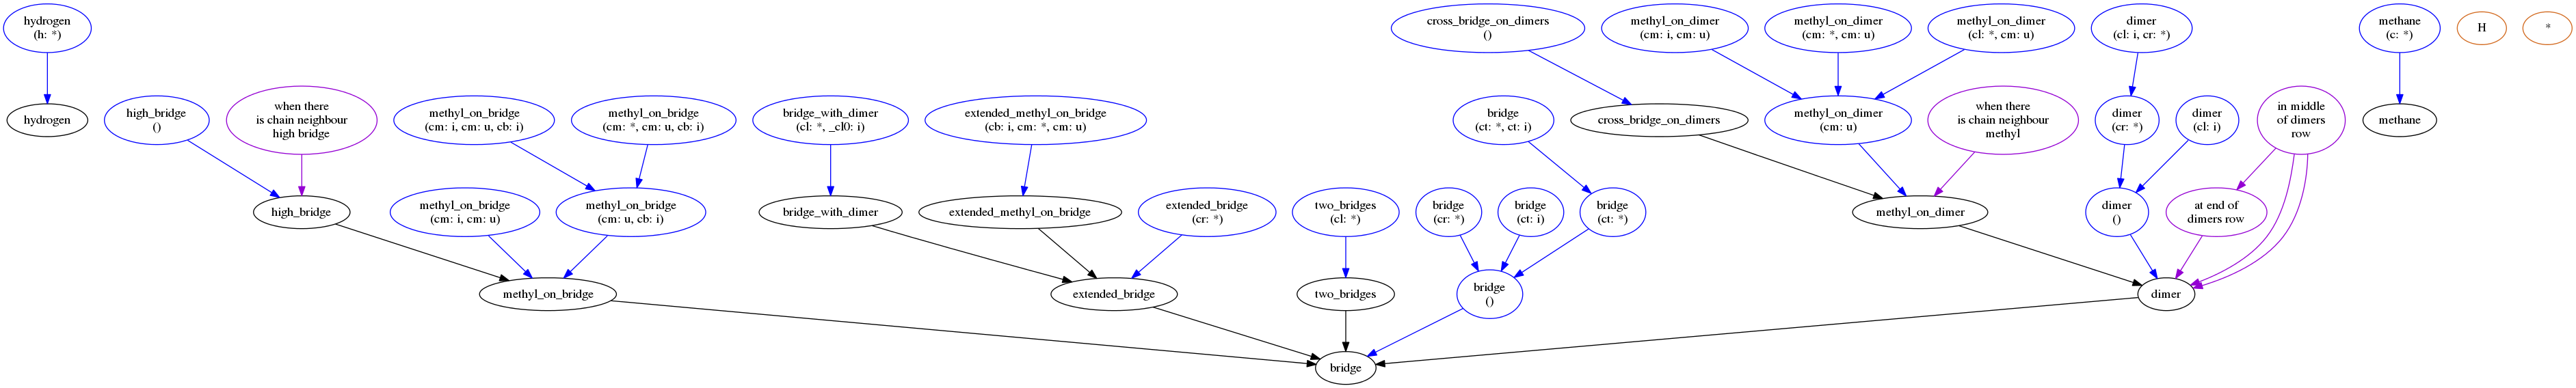 hydrogen
(h: *)
cross_bridge_on_dimers
()
methyl_on_dimer
(cm: i, cm: u)
methyl_on_dimer
(cm: *, cm: u)
methyl_on_dimer
(cl: *, cm: u)
dimer
(cl: i, cr: *)
methane
(c: *)
H
*
hydrogen
high_bridge
()
when there
is chain neighbour
high bridge
methyl_on_bridge
(cm: i, cm: u, cb: i)
methyl_on_bridge
(cm: *, cm: u, cb: i)
bridge_with_dimer
(cl: *, _cl0: i)
extended_methyl_on_bridge
(cb: i, cm: *, cm: u)
bridge
(ct: *, ct: i)
cross_bridge_on_dimers
methyl_on_dimer
(cm: u)
when there
is chain neighbour
methyl
dimer
(cr: *)
dimer
(cl: i)
in middle
of dimers
row
methane
high_bridge
methyl_on_bridge
(cm: i, cm: u)
methyl_on_bridge
(cm: u, cb: i)
bridge_with_dimer
extended_methyl_on_bridge
extended_bridge
(cr: *)
two_bridges
(cl: *)
bridge
(cr: *)
bridge
(ct: i)
bridge
(ct: *)
methyl_on_dimer
dimer
()
at end of
dimers row
methyl_on_bridge
extended_bridge
two_bridges
bridge
()
dimer
bridge